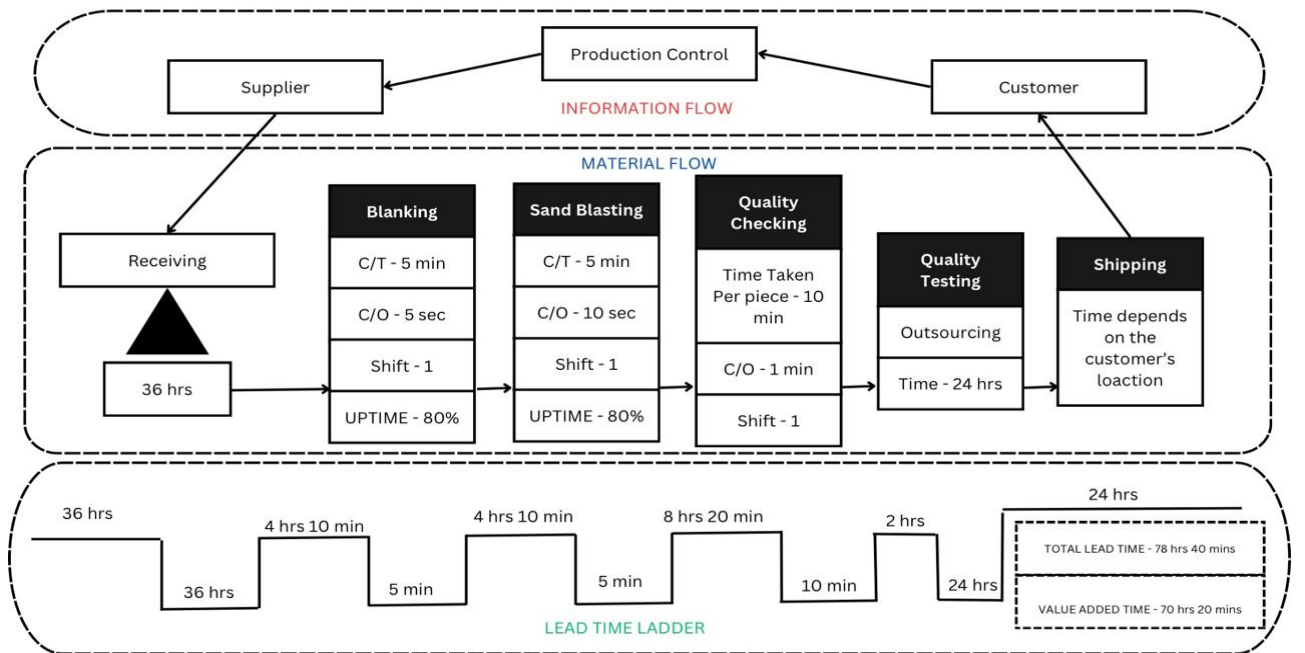 Production Control
Supplier
Customer
INFORMATION FLOW
MATERIAL FLOW
Receiving
36 hrs
Blanking
C/T - 5 min
C/O - 5 sec
Shift - 1
UPTIME - 80%
Sand Blasting
C/T - 5 min
C/O - 10 sec
Shift - 1
UPTIME - 80%
Quality
Checking
Time Taken
Per piece - 10
min
C/O - 1 min
Shift - 1
Quality
Testing
Outsourcing
Time - 24 hrs
Shipping
Time depends
on the
customer's
loaction
36 hrs
36 hrs
4 hrs 10 min
5 min
4 hrs 10 min
5 min
8 hrs 20 min
10 min
2 hrs
24 hrs
24 hrs
TOTAL LEAD TIME - 78 hrs 40 mins
VALUE ADDED TIME - 70 hrs 20 mins
LEAD TIME LADDER